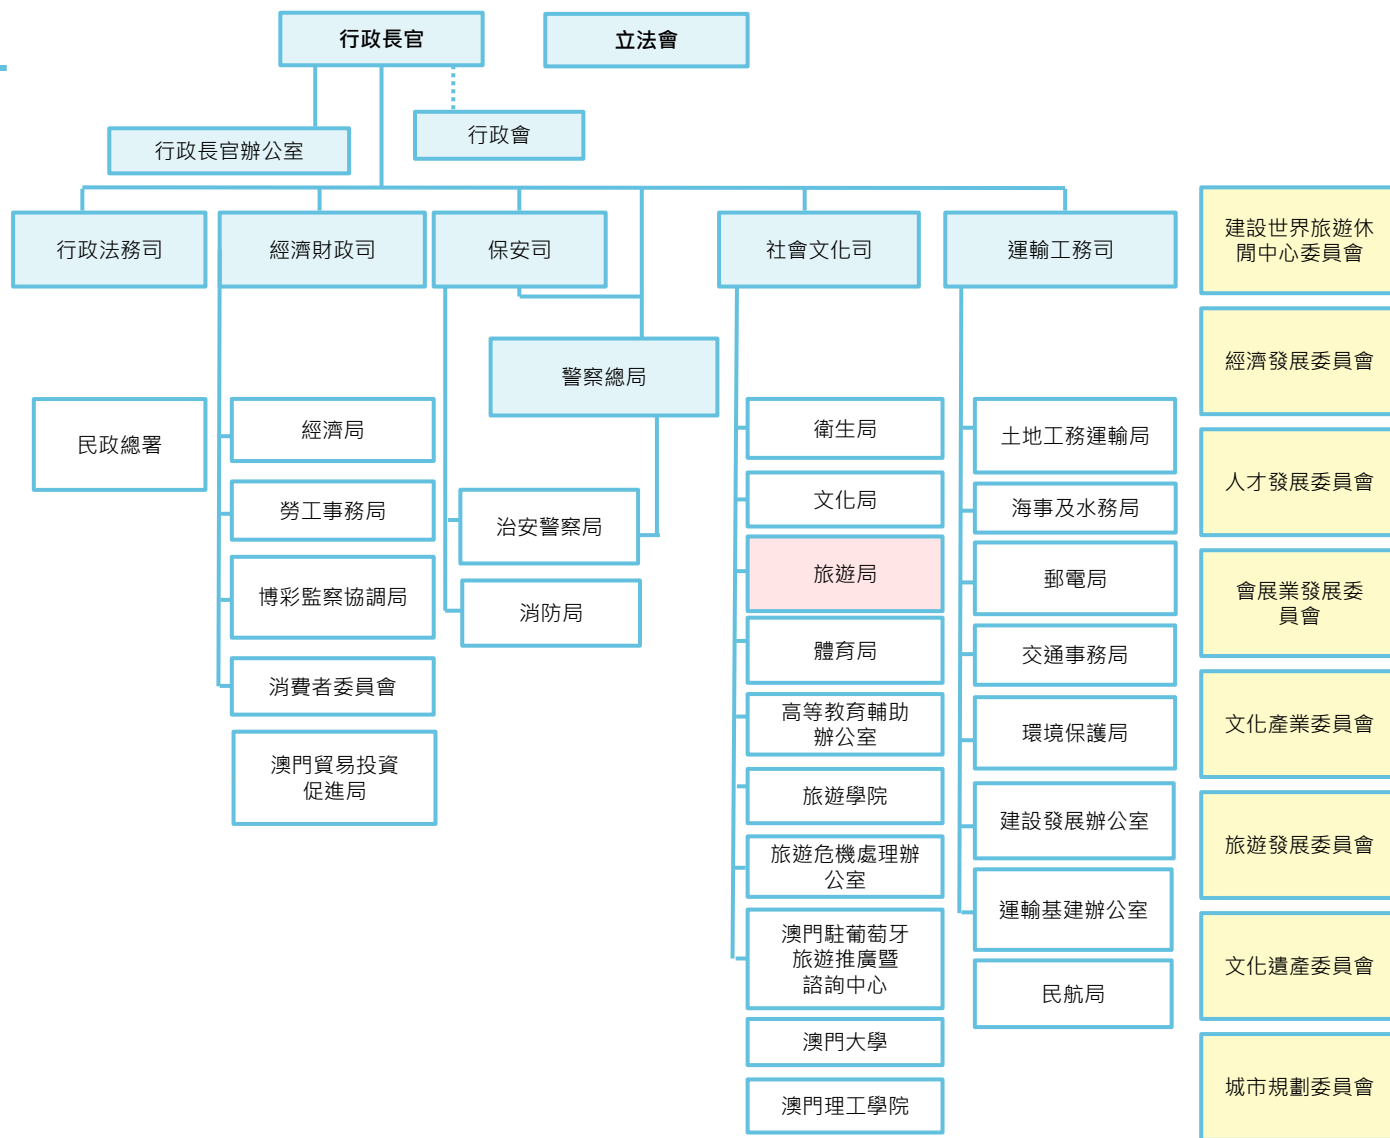 行政長官
立法會
行政長官辦公室
行政會
行政法務司
經濟財政司
保安司
社會文化司
運輸工務司
警察總局
民政總署
經濟局
勞工事務局
博彩監察協調局
消費者委員會
澳門貿易投資
促進局
治安警察局
消防局
衛生局
文化局
旅遊局
體育局
高等教育輔助
辦公室
旅遊學院
旅遊危機處理辦
公室
澳門駐葡萄牙
旅遊推廣暨
諮詢中心
澳門大學
澳門理工學院
土地工務運輸局
海事及水務局
郵電局
交通事務局
環境保護局
建設發展辦公室
運輸基建辦公室
民航局
建設世界旅遊休
閒中心委員會
經濟發展委員會
人才發展委員會
會展業發展委
員會
文化產業委員會
旅遊發展委員會
文化遺產委員會
城市規劃委員會